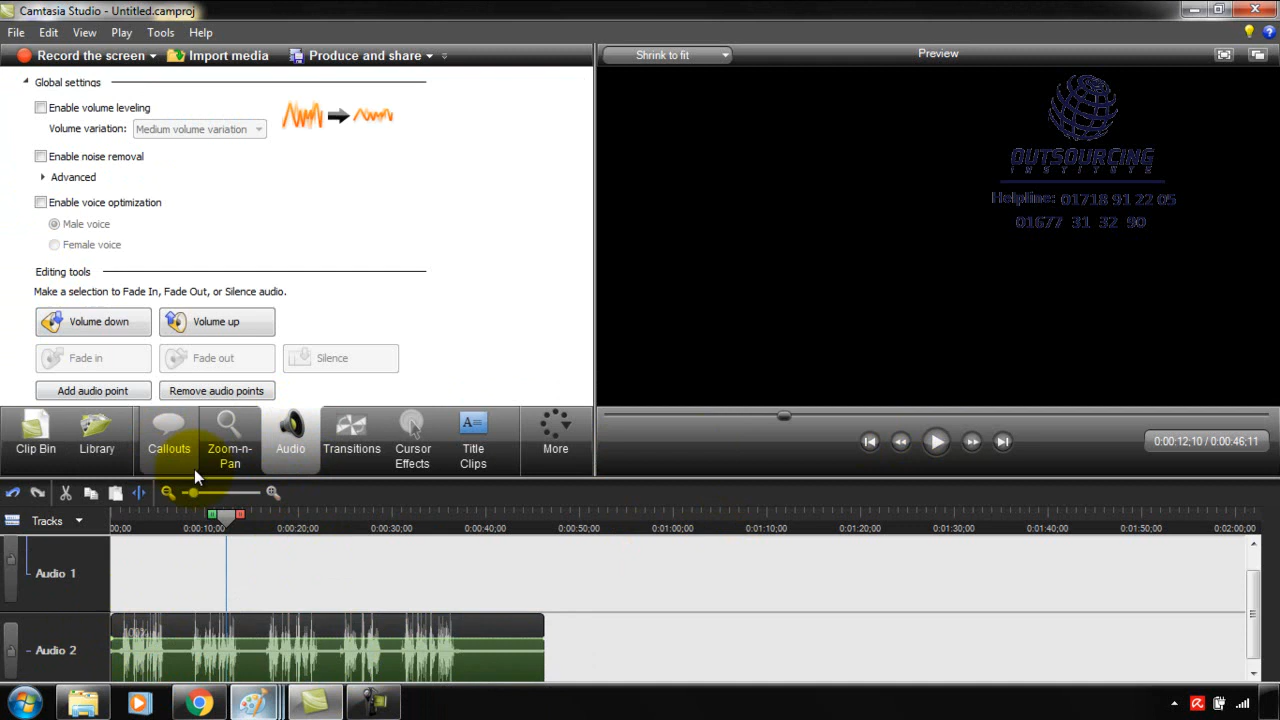 Camtasia Studio - Untitled.camproj
File Edit View Play Tools Help
Record the screen Import media Produce and share
Shrink to fit
Preview
Global settings
Enable volume leveling
Volume variation: Medium volume variation
Enable noise removal
Advanced
Enable voice optimization
Male voice
Female voice
Editing tools
Make a selection to Fade In, Fade Out, or Silence audio.
Volume down Volume up
Fade in Fade out Silence
Add audio point Remove audio points
OUTSOURCING
INSTITUTE
Helpline: 01718 91 22 05
01677 31 32 90
Clip Bin Library Callouts Zoom-n-Pan Audio Transitions Cursor Effects Title Clips More
0:00:12,10 / 0:00:46,11
Tracks
00;00 0:00:10;00 0:00:20;00 0:00:30;00 0:00:40;00 0:00:50;00 0:01:00;00 0:01:10;00 0:01:20;00 0:01:30;00 0:01:40;00 0:01:50;00 0:02:00;00
Audio 1
100%
Audio 2